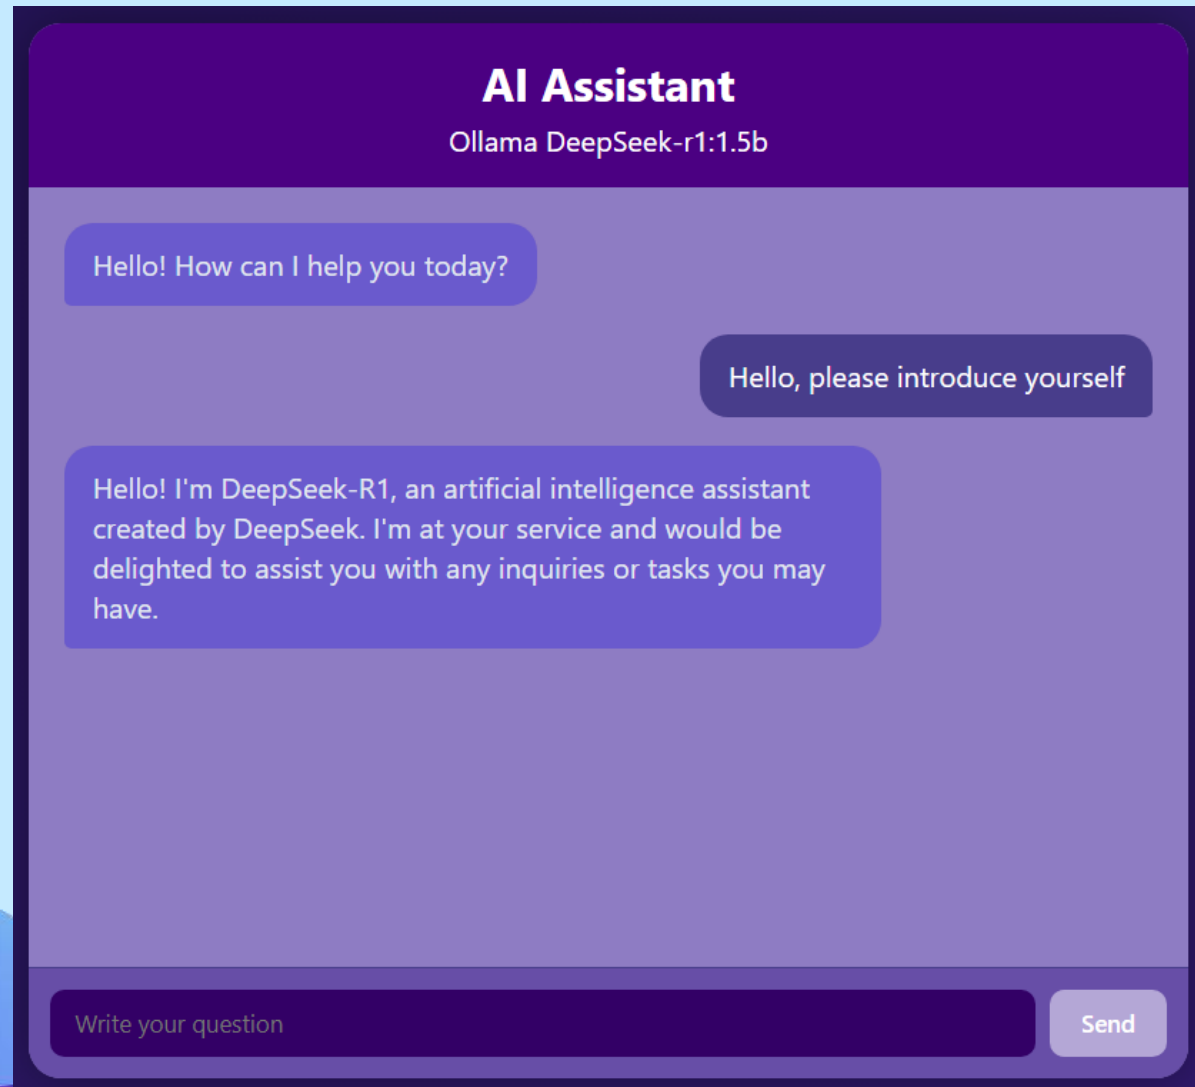 AI Assistant
Ollama DeepSeek-r1:1.5b
Hello! How can I help you today?
Hello, please introduce yourself
Hello! I'm DeepSeek-R1, an artificial intelligence assistant
created by DeepSeek. I'm at your service and would be
delighted to assist you with any inquiries or tasks you may
have.
Write your question
Send